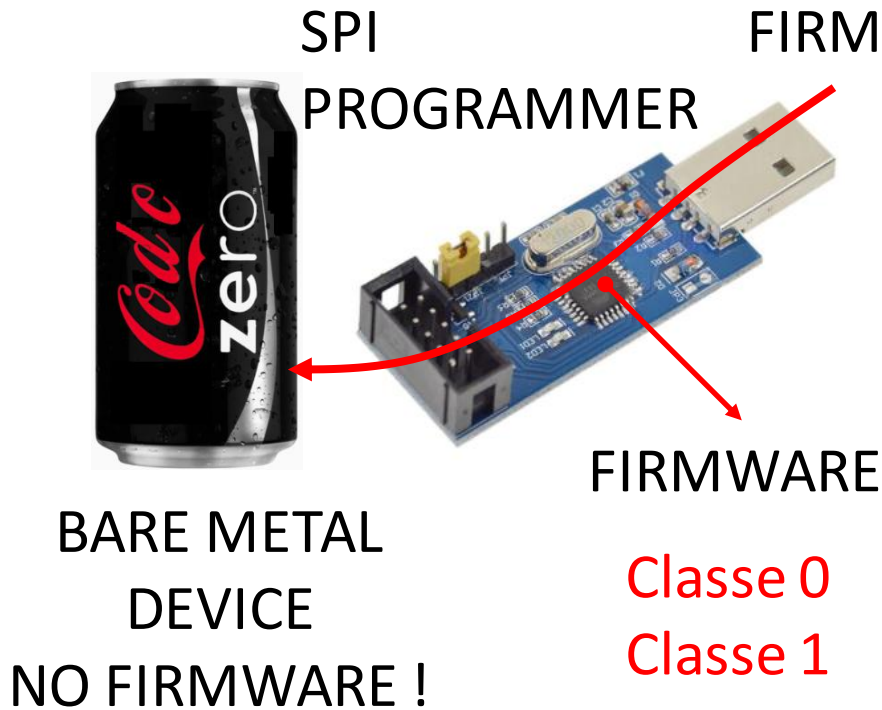 SPI
PROGRAMMER
FIRM
Code
zero
FIRMWARE
BARE METAL
DEVICE
NO FIRMWARE !
Classe 0
Classe 1